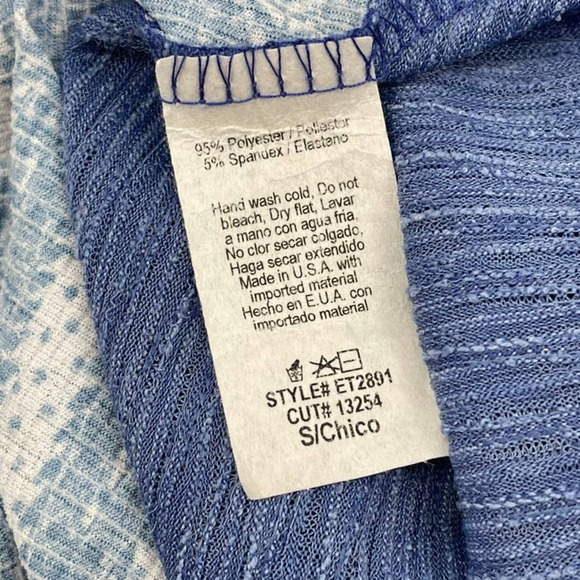 95% Polyester / Poliester
5% Spandex / Elastano
Hand wash cold, Do not
bleach, Dry flat, Lavar
a mano con agua fria,
No clor secar colgado,
Haga secar extendido
Made in U.S.A. with
imported material
Hecho en E.U.A. con
importado material
STYLE# ET2891
CUT# 13254
S/Chico